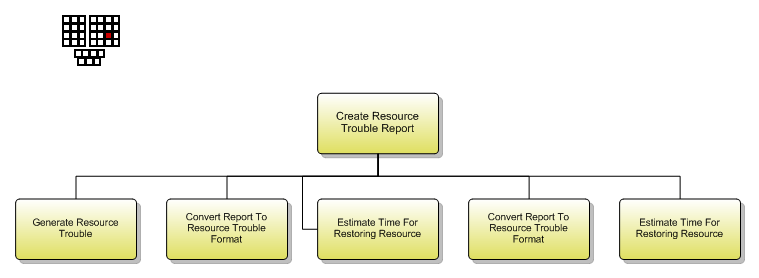 Create Resource
Trouble Report
Generate Resource
Trouble
Convert Report To
Resource Trouble
Format
Estimate Time For
Restoring Resource
Convert Report To
Resource Trouble
Format
Estimate Time For
Restoring Resource